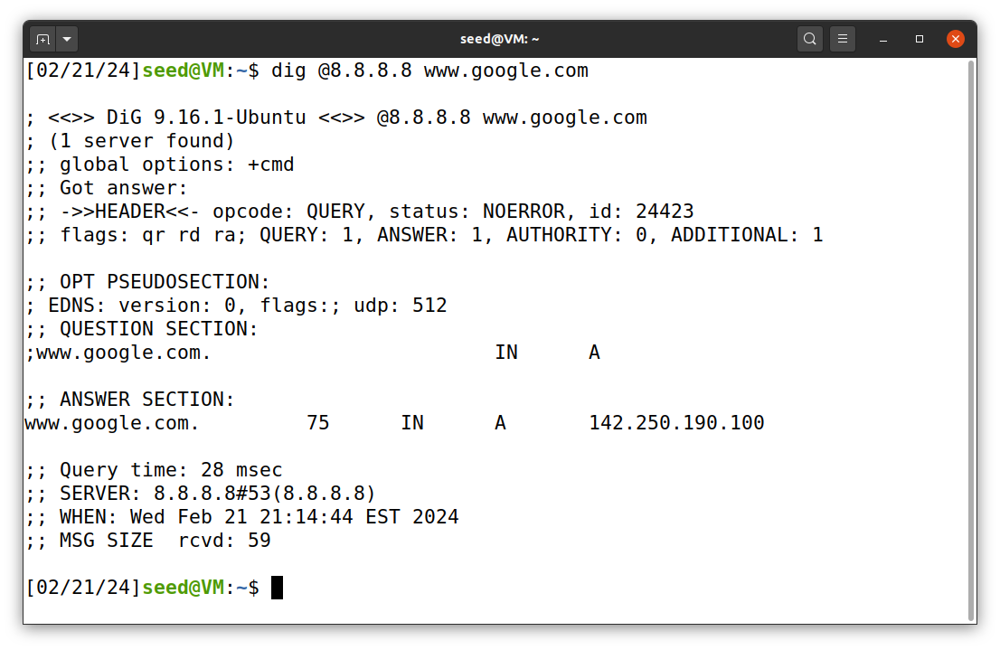 seed@VM: ~
[02/21/24]seed@VM:~$ dig @8.8.8.8 www.google.com
; <<>> DiG 9.16.1-Ubuntu <<>> @8.8.8.8 www.google.com
; (1 server found)
;; global options: +cmd
;; Got answer:
;; ->>HEADER<<- opcode: QUERY, status: NOERROR, id: 24423
;; flags: qr rd ra; QUERY: 1, ANSWER: 1, AUTHORITY: 0, ADDITIONAL: 1
;; OPT PSEUDOSECTION:
; EDNS: version: 0, flags:; udp: 512
;; QUESTION SECTION:
;www.google.com.			IN	A
;; ANSWER SECTION:
www.google.com.		75	IN	A	142.250.190.100
;; Query time: 28 msec
;; SERVER: 8.8.8.8#53(8.8.8.8)
;; WHEN: Wed Feb 21 21:14:44 EST 2024
;; MSG SIZE  rcvd: 59
[02/21/24]seed@VM:~$